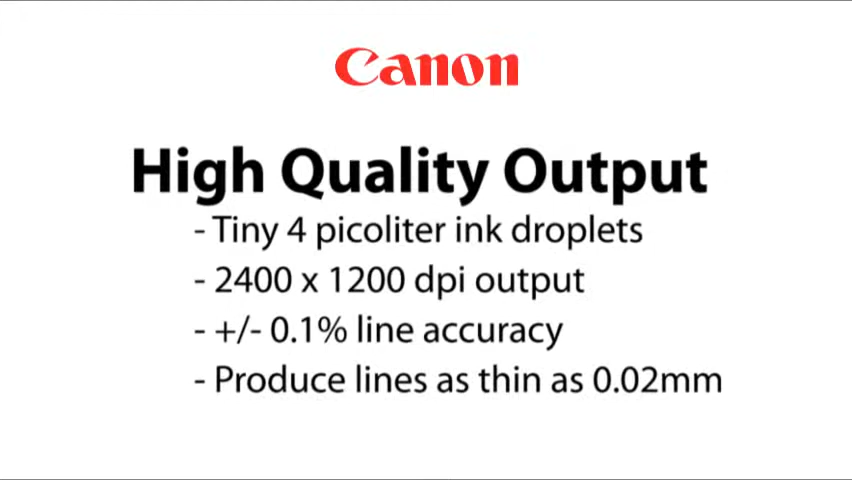 Canon
High Quality Output
- Tiny 4 picoliter ink droplets
- 2400 x 1200 dpi output
- +/- 0.1% line accuracy
- Produce lines as thin as 0.02mm